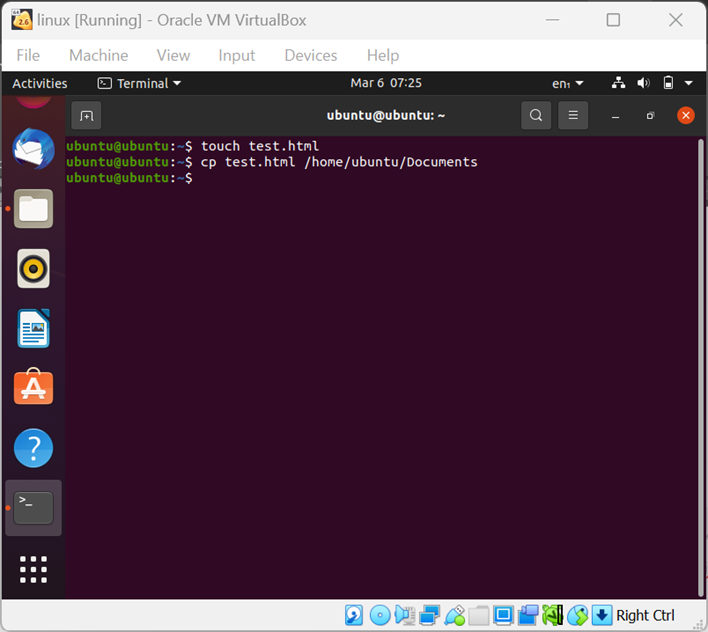 linux [Running] - Oracle VM VirtualBox
File Machine View Input Devices Help
Activities Terminal Mar 6 07:25 en₁
ubuntu@ubuntu: ~
ubuntu@ubuntu:~$ touch test.html
ubuntu@ubuntu:~$ cp test.html /home/ubuntu/Documents
ubuntu@ubuntu:~$
>_
Right Ctrl